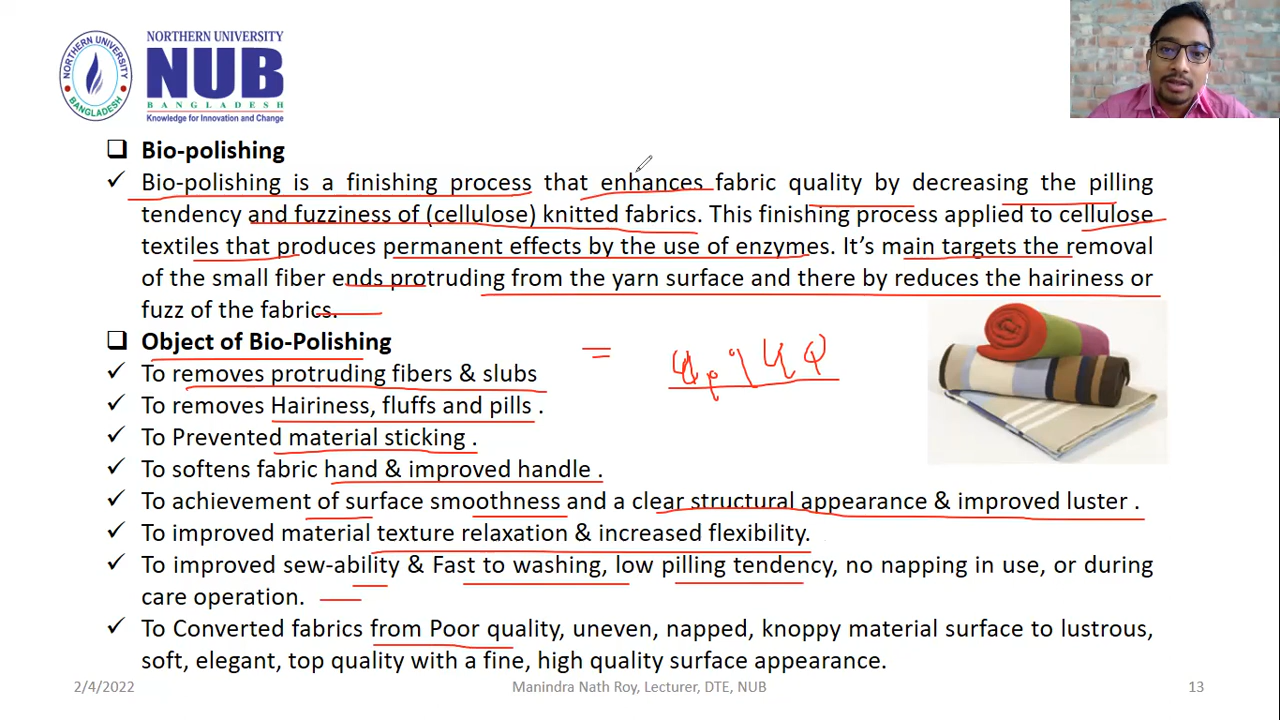 NORTHERN UNIVERSITY
NUB
BANGLADESH
Knowledge for Innovation and Change
NORTHERN UNIVERSITY
BANGLADESH
Bio-polishing
Bio-polishing is a finishing process that enhances fabric quality by decreasing the pilling
tendency and fuzziness of (cellulose) knitted fabrics. This finishing process applied to cellulose
textiles that produces permanent effects by the use of enzymes. It's main targets the removal
of the small fiber ends protruding from the yarn surface and there by reduces the hairiness or
fuzz of the fabrics.
Object of Bio-Polishing
To removes protruding fibers & slubs
To removes Hairiness, fluffs and pills .
To Prevented material sticking .
To softens fabric hand & improved handle .
To achievement of surface smoothness and a clear structural appearance & improved luster .
To improved material texture relaxation & increased flexibility.
To improved sew-ability & Fast to washing, low pilling tendency, no napping in use, or during
care operation.
To Converted fabrics from Poor quality, uneven, napped, knoppy material surface to lustrous,
soft, elegant, top quality with a fine, high quality surface appearance.
2/4/2022
Manindra Nath Roy, Lecturer, DTE, NUB
13